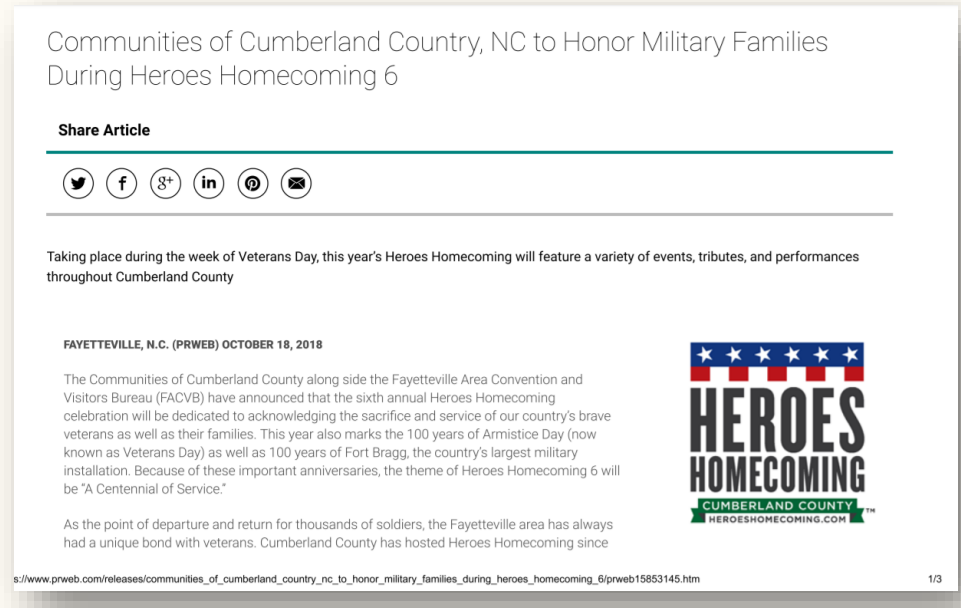 Communities of Cumberland Country, NC to Honor Military Families
During Heroes Homecoming 6
Share Article
Taking place during the week of Veterans Day, this year's Heroes Homecoming will feature a variety of events, tributes, and performances
throughout Cumberland County
FAYETTEVILLE, N.C. (PRWEB) OCTOBER 18, 2018
The Communities of Cumberland County along side the Fayetteville Area Convention and
Visitors Bureau (FACVB) have announced that the sixth annual Heroes Homecoming
celebration will be dedicated to acknowledging the sacrifice and service of our country's brave
veterans as well as their families. This year also marks the 100 years of Armistice Day (now
known as Veterans Day) as well as 100 years of Fort Bragg, the country's largest military
installation. Because of these important anniversaries, the theme of Heroes Homecoming 6 will
be "A Centennial of Service."
As the point of departure and return for thousands of soldiers, the Fayetteville area has always
had a unique bond with veterans. Cumberland County has hosted Heroes Homecoming since
HEROES
HOMECOMING
CUMBERLAND COUNTY ™
HEROESHOMECOMING.COM
s://www.prweb.com/releases/communities_of_cumberland_country_nc_to_honor_military_families_during_heroes_homecoming_6/prweb15853145.htm
1/3